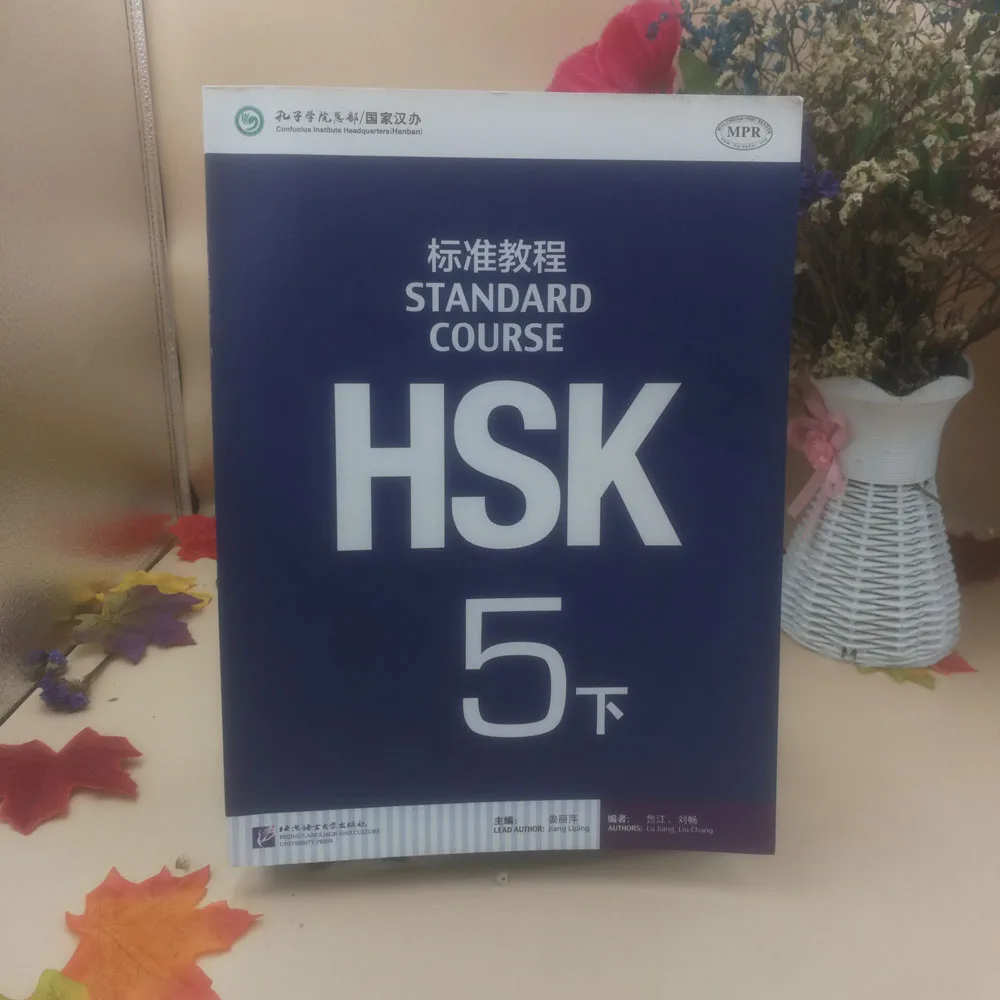 孔子学院总部/国家汉办
Confucius Institute Headquarters(Hanban)
MPR
标准教程
STANDARD
COURSE
HSK
5下
北京语言大学出版社
BEIJING LANGUAGE AND CULTURE
UNIVERSITY PRESS
主编: 姜丽萍
LEAD AUTHOR: Jiang Liping
编者: 鲁江、刘畅
AUTHORS: Lu Jiang, Liu Chang